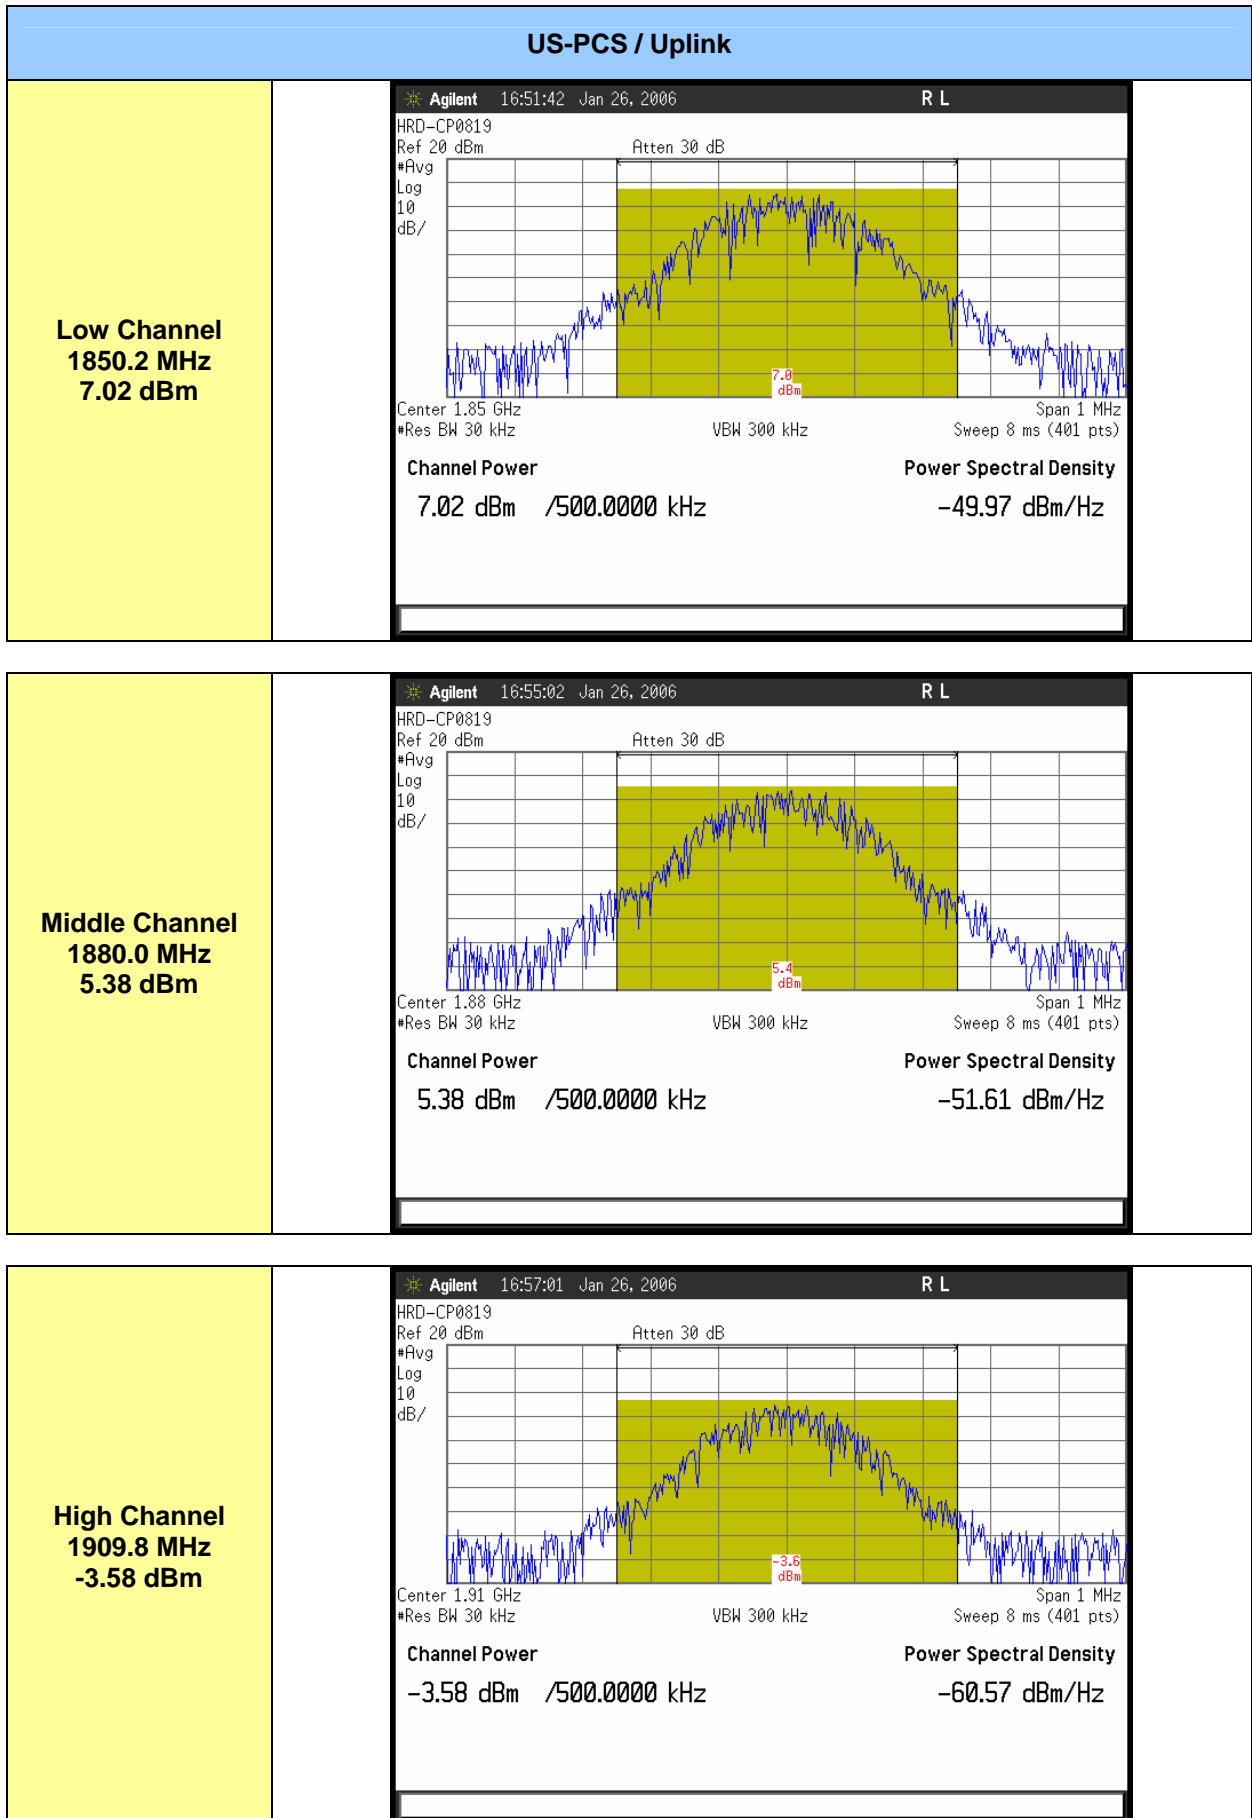 US-PCS / Uplink
Low Channel
1850.2 MHz
7.02 dBm
Agilent 16:51:42 Jan 26, 2006 R L
HRD-CP0819
Ref 20 dBm Atten 30 dB
#Avg
Log
10
dB/
7.0
dBm
Center 1.85 GHz Span 1 MHz
#Res BW 30 kHz VBW 300 kHz Sweep 8 ms (401 pts)
Channel Power Power Spectral Density
7.02 dBm /500.0000 kHz -49.97 dBm/Hz
Middle Channel
1880.0 MHz
5.38 dBm
Agilent 16:55:02 Jan 26, 2006 R L
HRD-CP0819
Ref 20 dBm Atten 30 dB
#Avg
Log
10
dB/
5.4
dBm
Center 1.88 GHz Span 1 MHz
#Res BW 30 kHz VBW 300 kHz Sweep 8 ms (401 pts)
Channel Power Power Spectral Density
5.38 dBm /500.0000 kHz -51.61 dBm/Hz
High Channel
1909.8 MHz
-3.58 dBm
Agilent 16:57:01 Jan 26, 2006 R L
HRD-CP0819
Ref 20 dBm Atten 30 dB
#Avg
Log
10
dB/
-3.6
dBm
Center 1.91 GHz Span 1 MHz
#Res BW 30 kHz VBW 300 kHz Sweep 8 ms (401 pts)
Channel Power Power Spectral Density
-3.58 dBm /500.0000 kHz -60.57 dBm/Hz